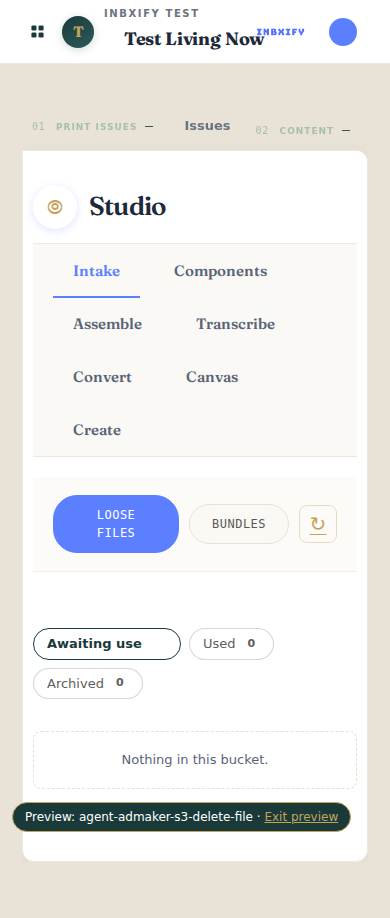 INBXIFY TEST
T
Test Living Now
INBXIFY
01 PRINT ISSUES —
Issues
02 CONTENT —
Studio
Intake
Components
Assemble
Transcribe
Convert
Canvas
Create
LOOSE
FILES
BUNDLES
↻
Awaiting use
Used 0
Archived 0
Nothing in this bucket.
Preview: agent-admaker-s3-delete-file · Exit preview